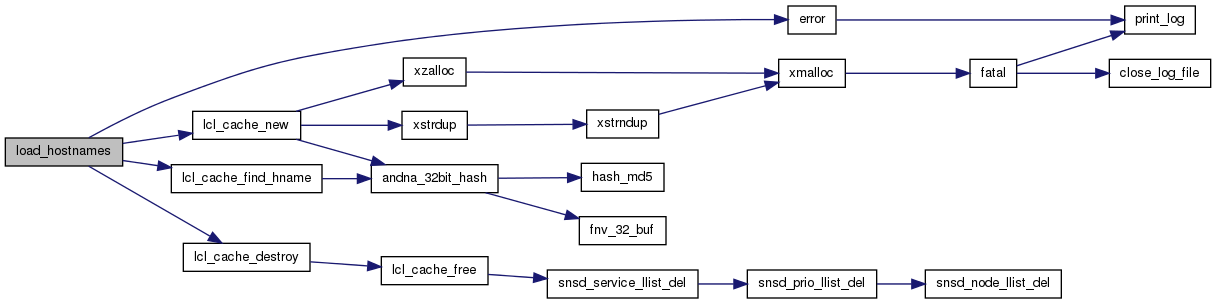 load_hostnames
error
print_log
lcl_cache_new
xzalloc
xmalloc
fatal
close_log_file
xstrdup
xstrndup
lcl_cache_find_hname
andna_32bit_hash
hash_md5
fnv_32_buf
lcl_cache_destroy
lcl_cache_free
snsd_service_llist_del
snsd_prio_llist_del
snsd_node_llist_del